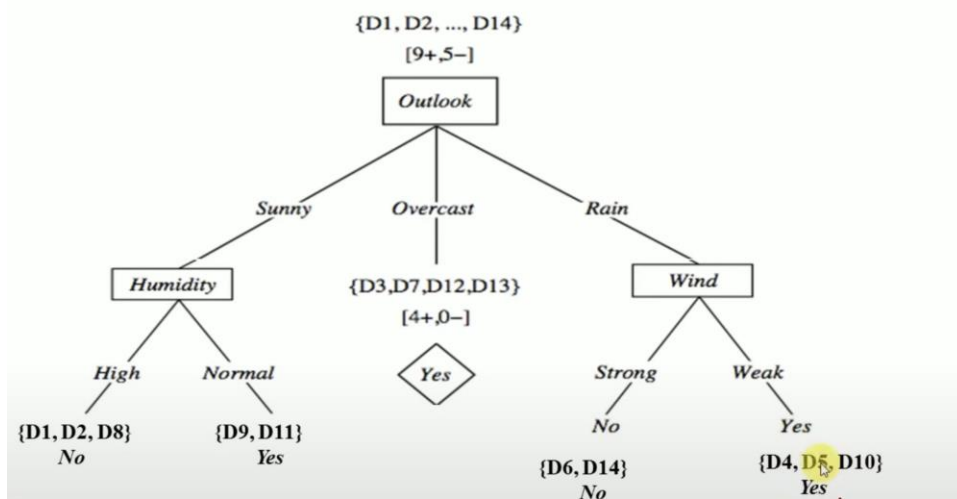 {D1, D2, ..., D14}
[9+,5−]
Outlook
Sunny
Overcast
Rain
Humidity
{D3,D7,D12,D13}
[4+,0−]
Wind
High
Normal
Yes
Strong
Weak
{D1, D2, D8}
No
{D9, D11}
Yes
No
Yes
{D6, D14}
No
{D4, D5, D10}
Yes